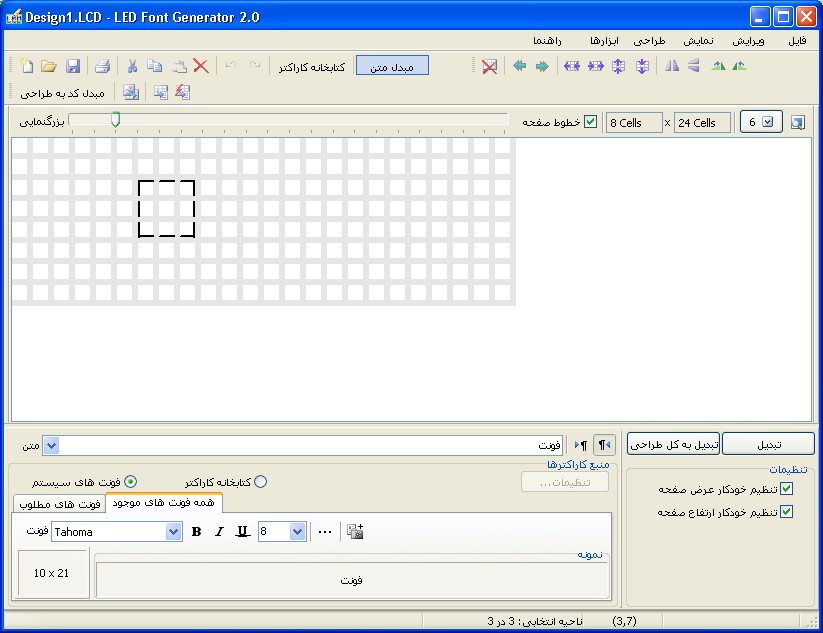 Design1.LCD - LED Font Generator 2.0
فایل ویرایش نمایش طراحی ابزارها راهنما
کتابخانه کاراکتر مبدل متن
مبدل کد به طراحی
بزرگنمایی خطوط صفحه 8 Cells x 24 Cells 6
متن فونت ¶ ¶ تبدیل به کل طراحی تبدیل
منبع کاراکترها
فونت های سیستم کتابخانه کاراکتر تنظیمات...
تنظیمات
تنظیم خودکار عرض صفحه
تنظیم خودکار ارتفاع صفحه
فونت های مطلوب همه فونت های موجود
فونت Tahoma B I U 8 ...
نمونه
10 x 21 فونت
ناحیه انتخابی: 3 در 3 (3,7)